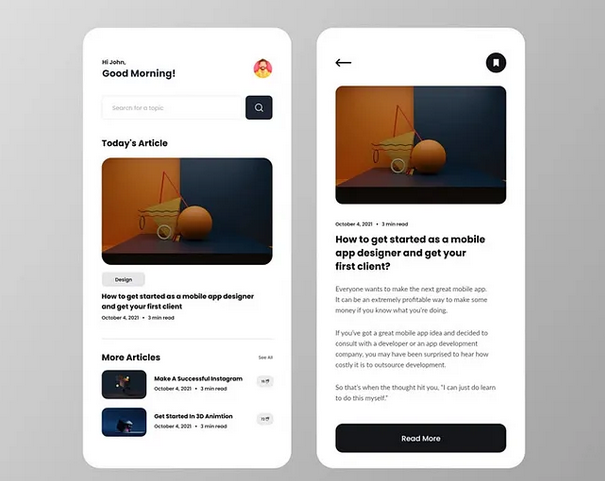 Hi John,
Good Morning!
Search for a topic
Today's Article
Design
How to get started as a mobile app designer
and get your first client
October 4, 2021 • 3 min read
More Articles
See All
Make A Successful Instagram
October 4, 2021 • 3 min read
Get Started In 3D Animtion
October 4, 2021 • 3 min read
October 4, 2021 • 3 min read
How to get started as a mobile
app designer and get your
first client?
Everyone wants to make the next great mobile app.
It can be an extremely profitable way to make some
money if you know what you're doing.
If you've got a great mobile app idea and decided to
consult with a developer or an app development
company, you may have been surprised to hear how
costly it is to outsource development.
So that's when the thought hit you, "I can just do learn
to do this myself."
Read More